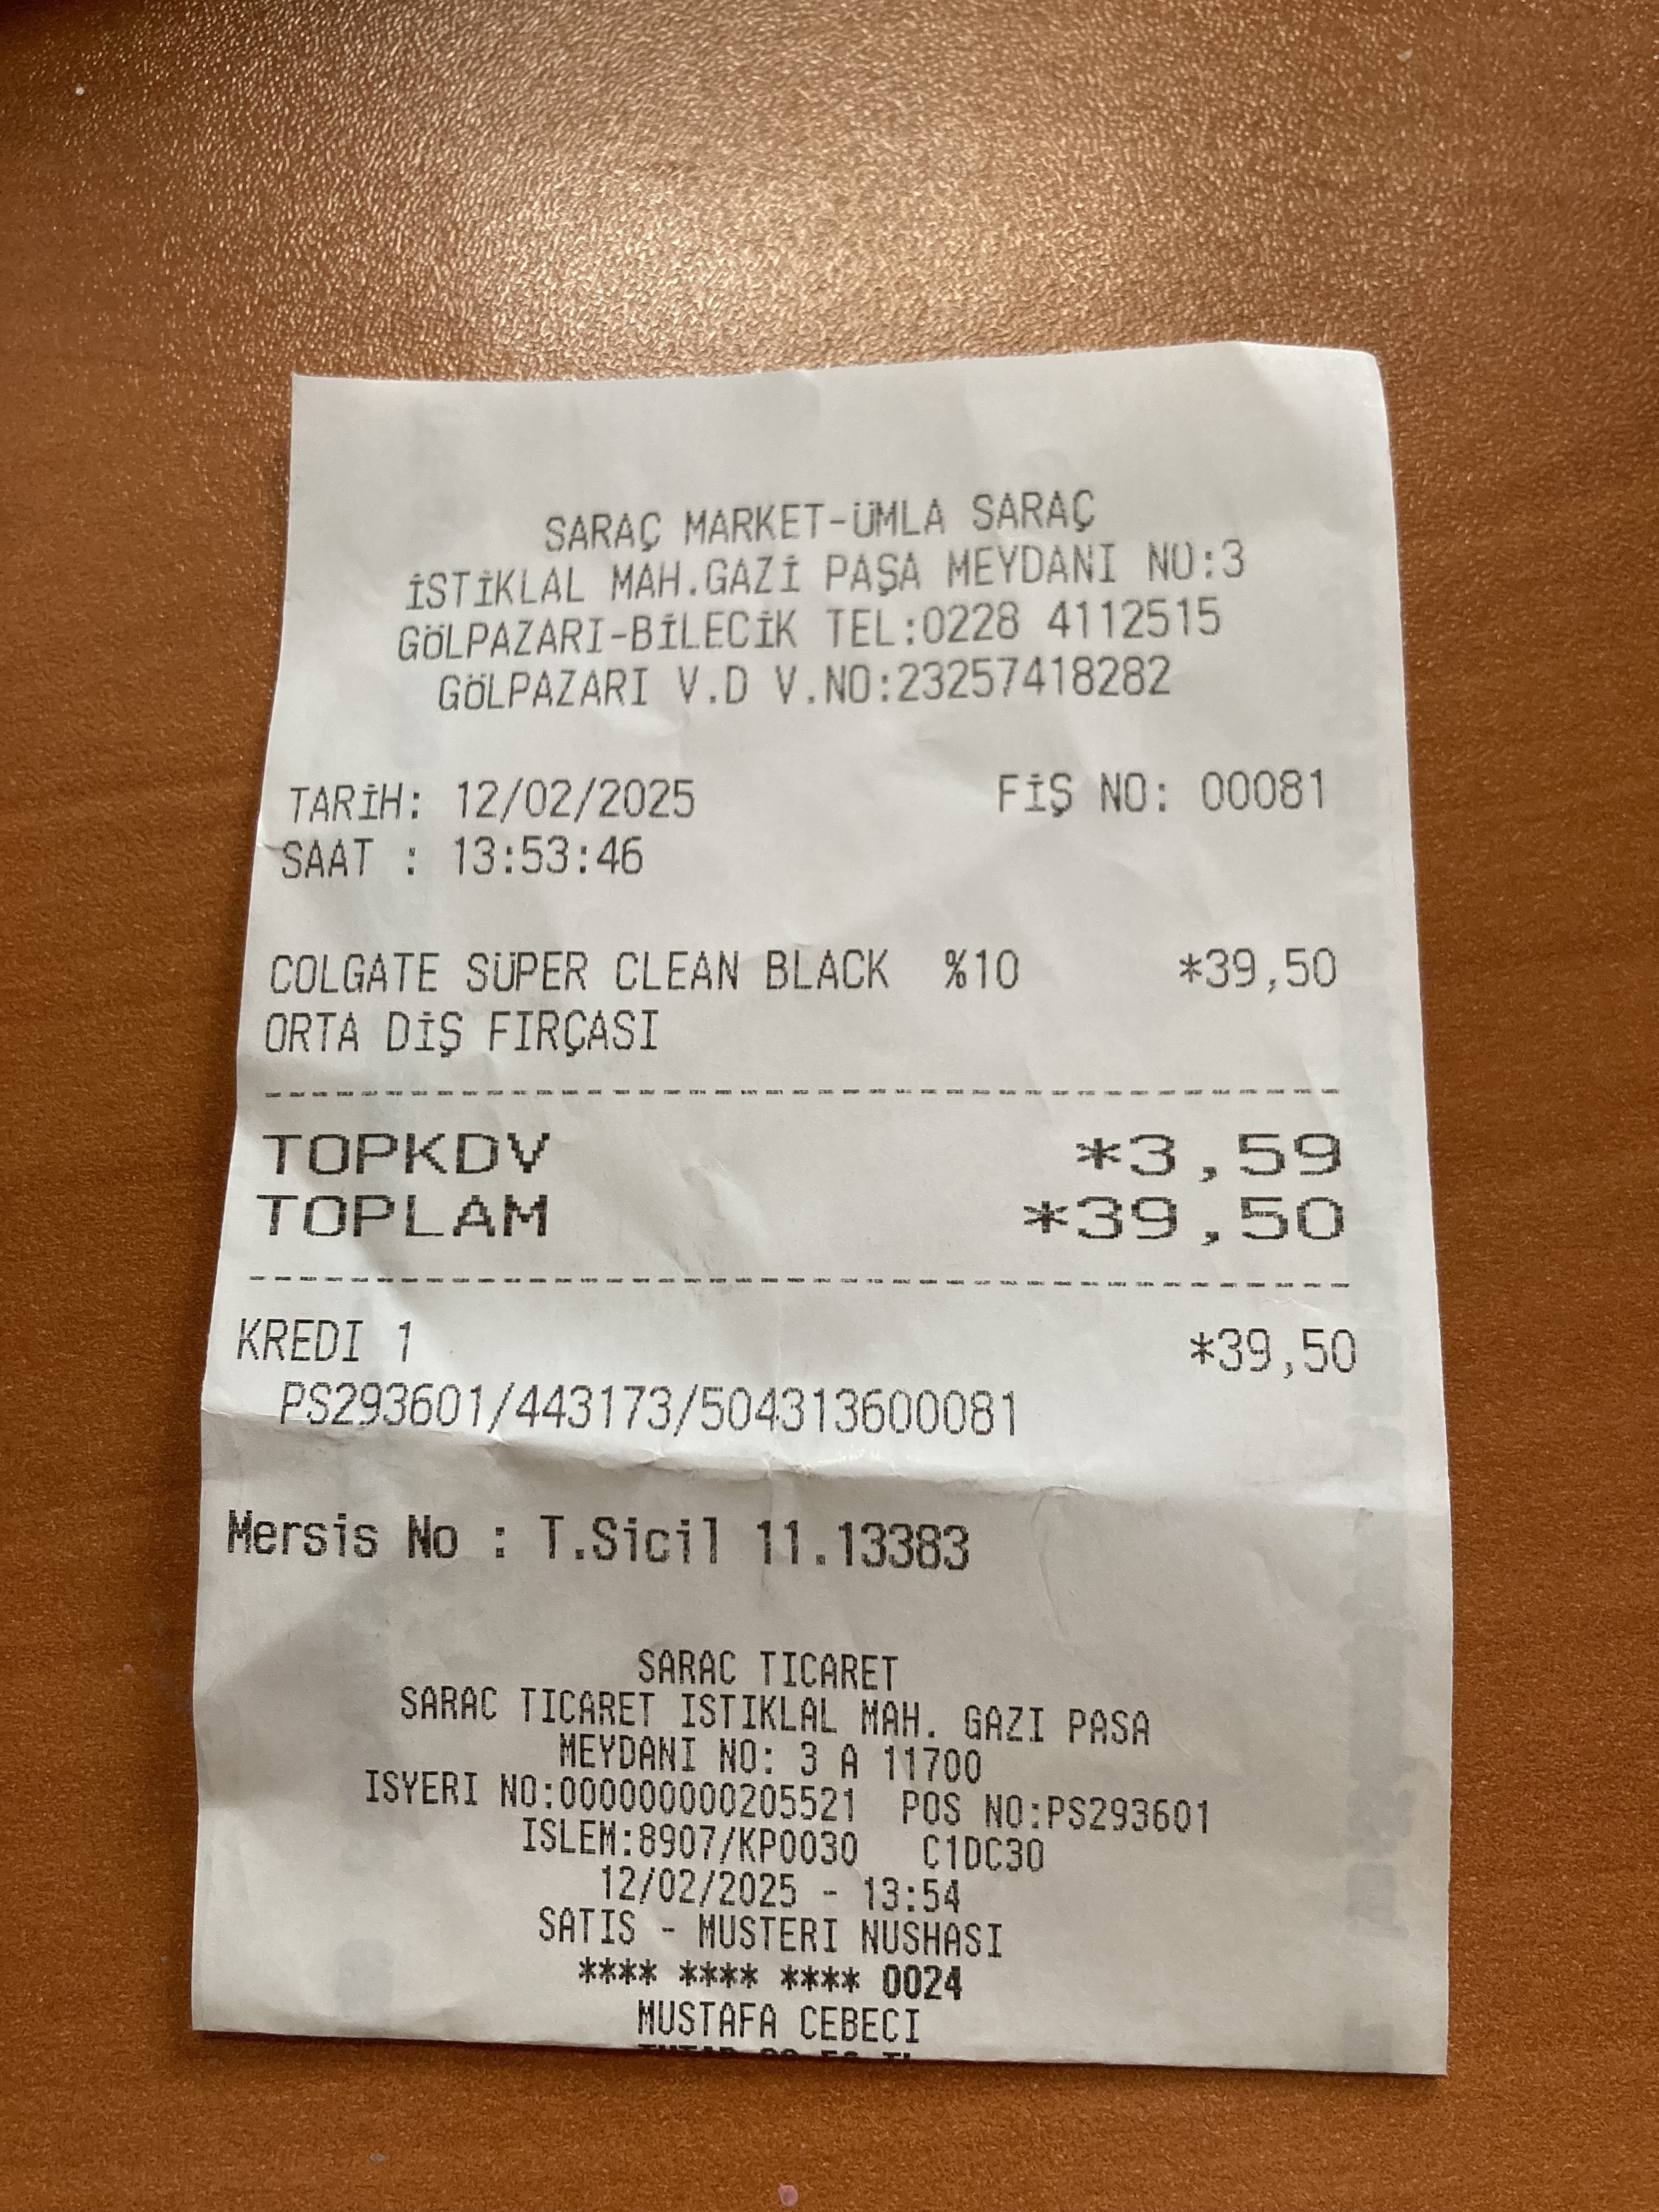 SARAÇ MARKET-ÜMLA SARAÇ
İSTİKLAL MAH.GAZİ PAŞA MEYDANI NO:3
GÖLPAZARI-BİLECİK TEL:0228 4112515
GÖLPAZARI V.D V.NO:23257418282
TARİH: 12/02/2025 FİŞ NO: 00081
SAAT : 13:53:46
COLGATE SÜPER CLEAN BLACK %10 *39,50
ORTA DİŞ FIRÇASI
TOPKDV *3,59
TOPLAM *39,50
KREDI 1 *39,50
PS293601/443173/504313600081
Mersis No : T.Sicil 11.13383
SARAC TICARET
SARAC TICARET ISTIKLAL MAH. GAZI PASA
MEYDANI NO: 3 A 11700
ISYERI NO:000000000205521 POS NO:PS293601
ISLEM:8907/KP0030 C1DC30
12/02/2025 - 13:54
SATIS - MUSTERI NUSHASI
**** **** **** 0024
MUSTAFA CEBECI